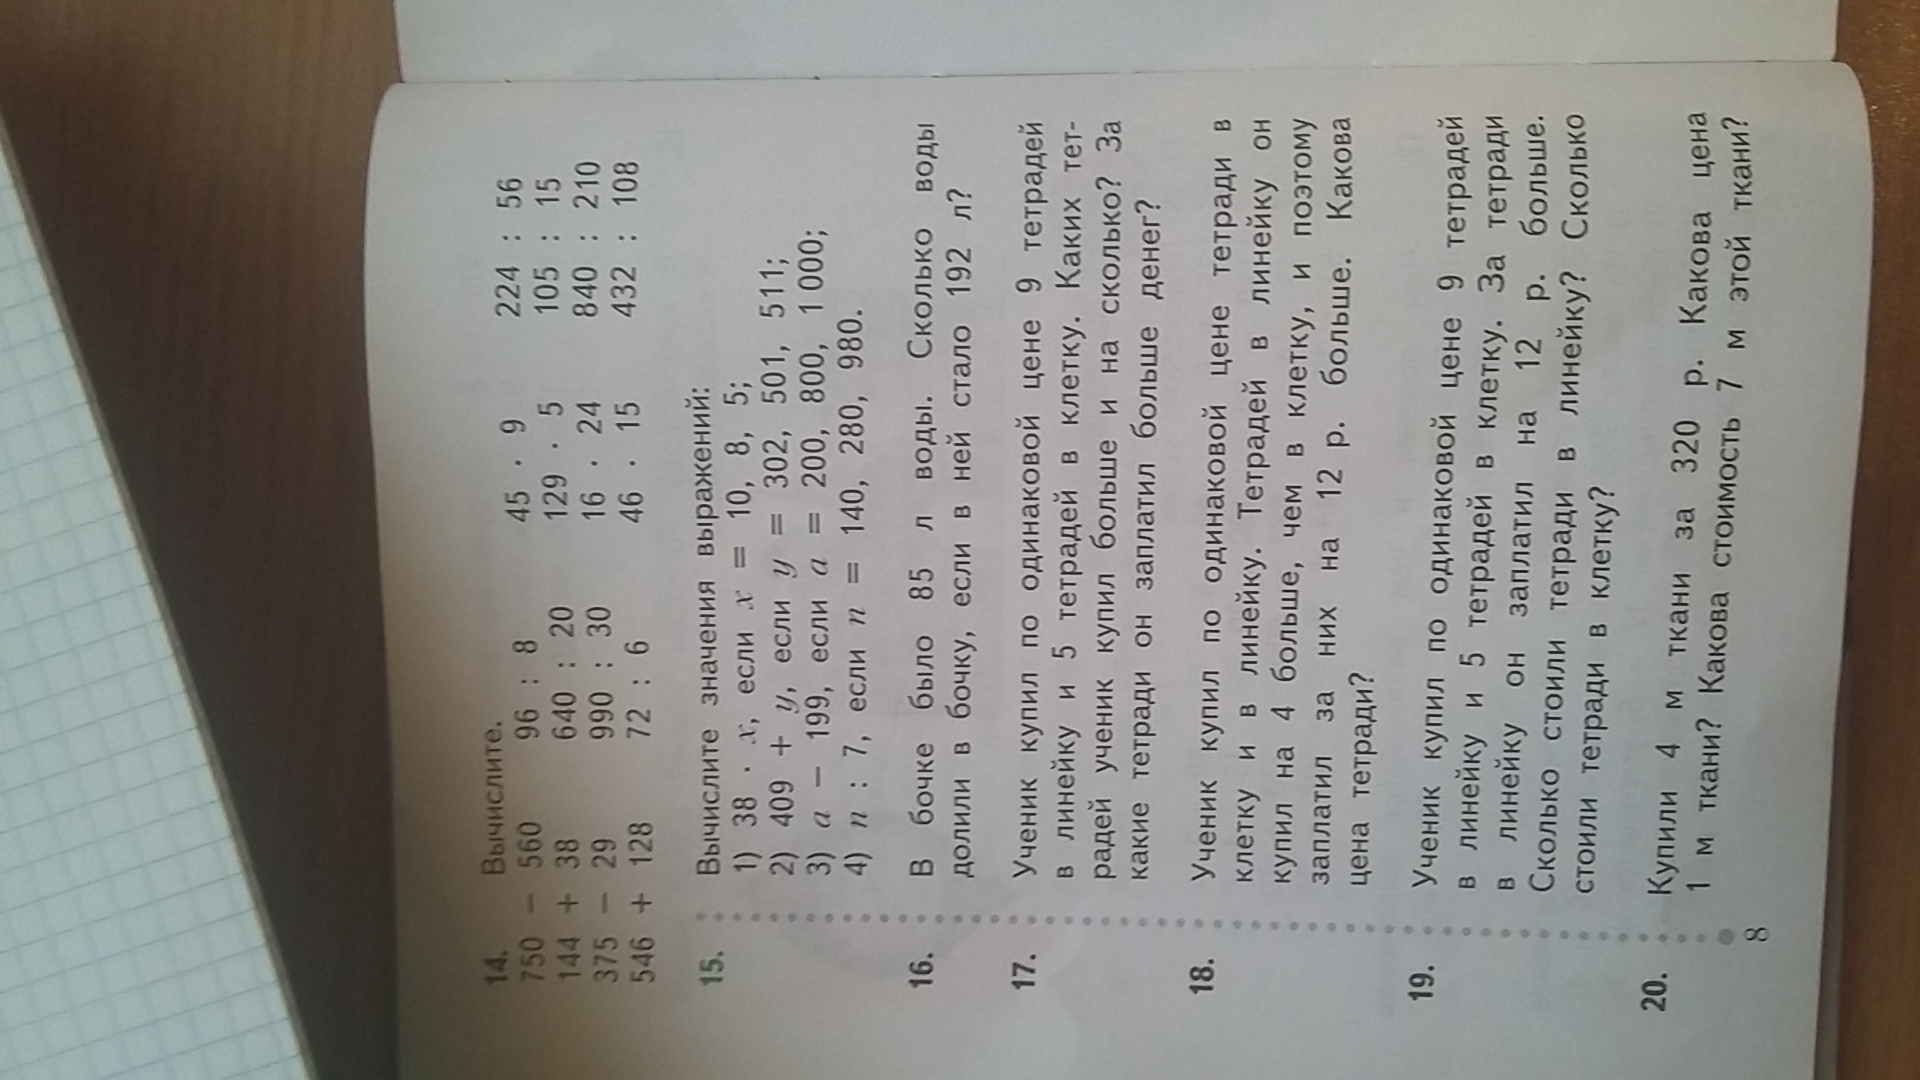 14. Вычислите.
750 − 560 96 : 8 45 · 9 224 : 56
144 + 38 640 : 20 129 · 5 105 : 15
375 − 29 990 : 30 16 · 24 840 : 210
546 + 128 72 : 6 46 · 15 432 : 108
15. Вычислите значения выражений:
1) 38 · x, если x = 10, 8, 5;
2) 409 + y, если y = 302, 501, 511;
3) a − 199, если a = 200, 800, 1 000;
4) n : 7, если n = 140, 280, 980.
16. В бочке было 85 л воды. Сколько воды
долили в бочку, если в ней стало 192 л?
17. Ученик купил по одинаковой цене 9 тетрадей
в линейку и 5 тетрадей в клетку. Каких тет-
радей ученик купил больше и на сколько? За
какие тетради он заплатил больше денег?
18. Ученик купил по одинаковой цене тетради в
клетку и в линейку. Тетрадей в линейку он
купил на 4 больше, чем в клетку, и поэтому
заплатил за них на 12 р. больше. Какова
цена тетради?
19. Ученик купил по одинаковой цене 9 тетрадей
в линейку и 5 тетрадей в клетку. За тетради
в линейку он заплатил на 12 р. больше.
Сколько стоили тетради в линейку? Сколько
стоили тетради в клетку?
20. Купили 4 м ткани за 320 р. Какова цена
1 м ткани? Какова стоимость 7 м этой ткани?
8